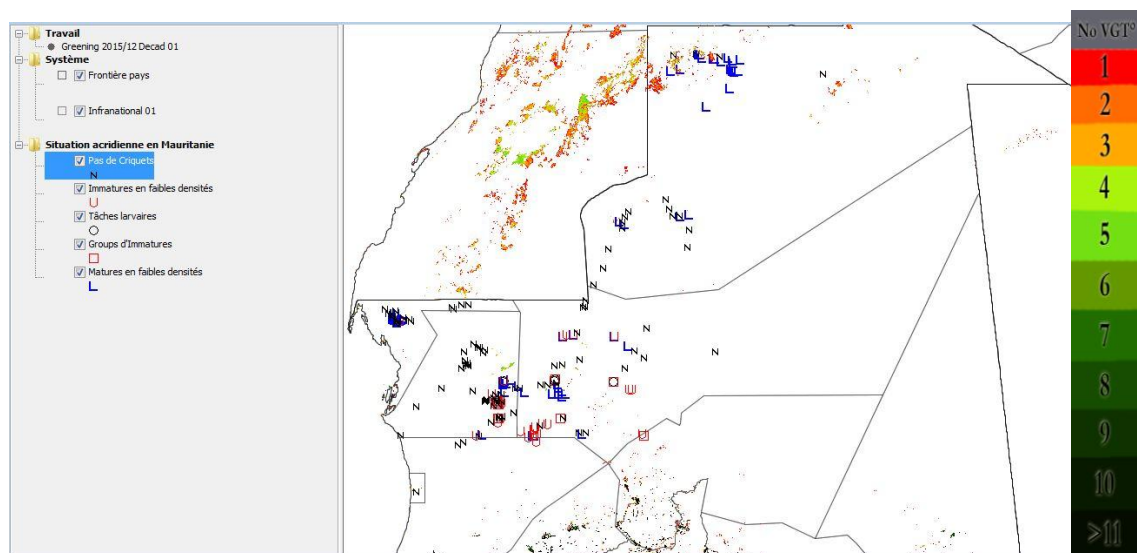 Travail
Greening 2015/12 Decad 01
Système
Frontière pays
Infranational 01
Situation acridienne en Mauritanie
Pas de Criquets
N
Immatures en faibles densités
U
Tâches larvaires
Groups d'Immatures
Matures en faibles densités
L
No VGT°
1
2
3
4
5
6
7
8
9
10
>11